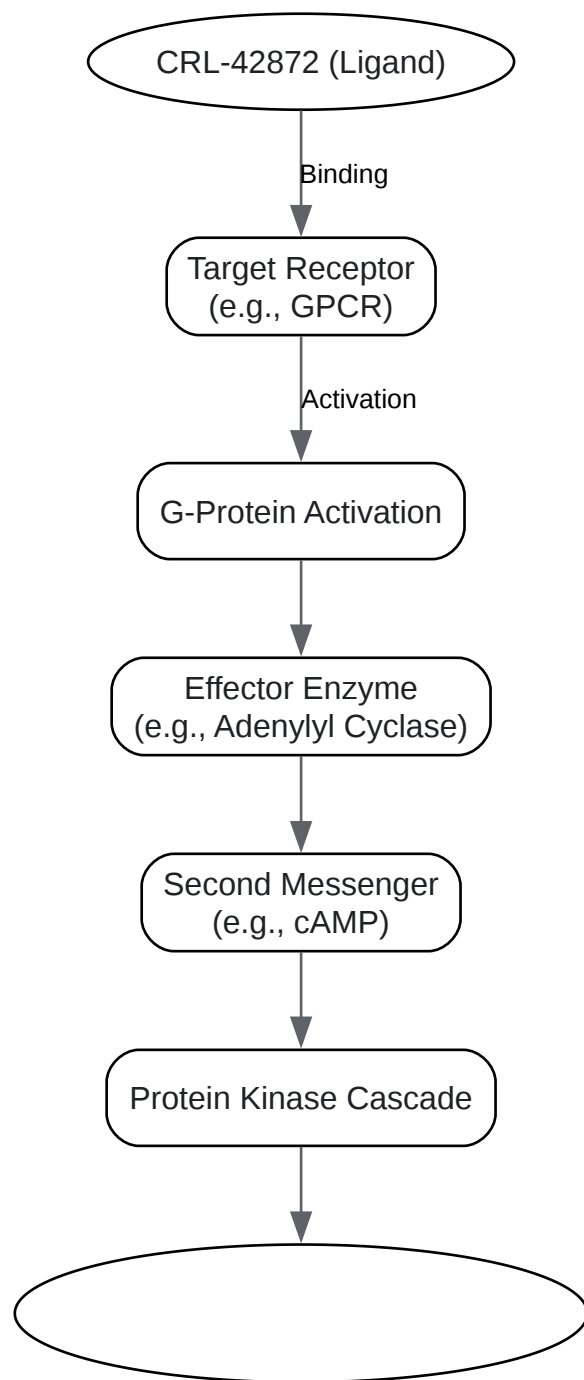 CRL-42872 (Ligand)
Binding
Target Receptor
(e.g., GPCR)
Activation
G-Protein Activation
Effector Enzyme
(e.g., Adenylyl Cyclase)
Second Messenger
(e.g., cAMP)
Protein Kinase Cascade